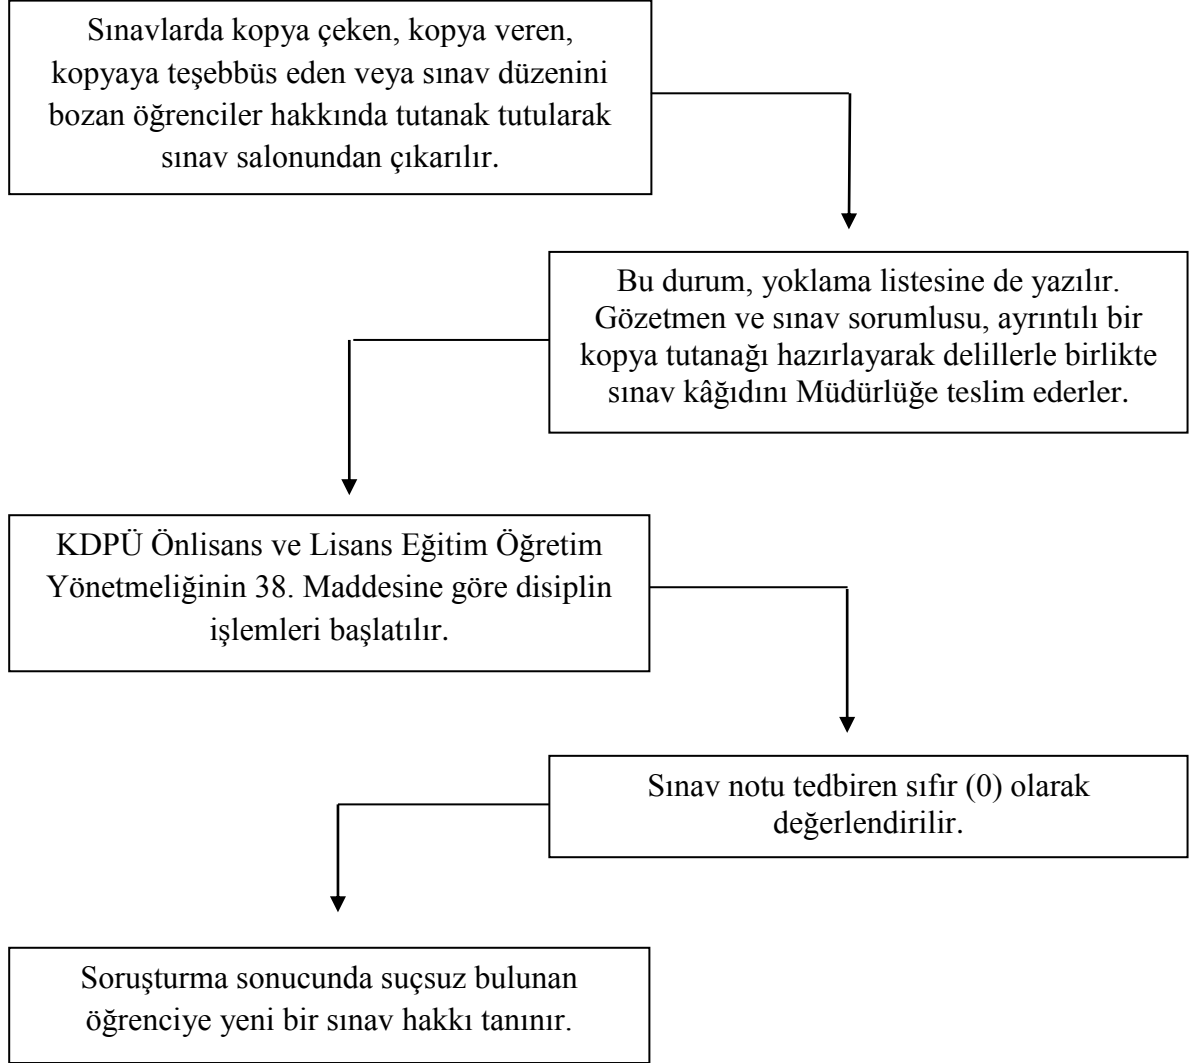 Sınavlarda kopya çeken, kopya veren,
kopyaya teşebbüs eden veya sınav düzenini
bozan öğrenciler hakkında tutanak tutularak
sınav salonundan çıkarılır.
Bu durum, yoklama listesine de yazılır.
Gözetmen ve sınav sorumlusu, ayrıntılı bir
kopya tutanağı hazırlayarak delillerle birlikte
sınav kâğıdını Müdürlüğe teslim ederler.
KDPÜ Önlisans ve Lisans Eğitim Öğretim
Yönetmeliğinin 38. Maddesine göre disiplin
işlemleri başlatılır.
Sınav notu tedbiren sıfır (0) olarak
değerlendirilir.
Soruşturma sonucunda suçsuz bulunan
öğrenciye yeni bir sınav hakkı tanınır.